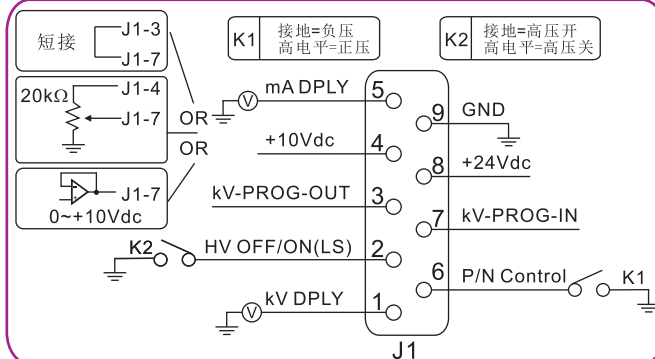 短接
J1-3
J1-7
20kΩ
J1-4
J1-7
0~+10Vdc
J1-7
OR
OR
K1
接地=负压
高电平=正压
K2
接地=高压开
高电平=高压关
V
mA DPLY
5
+10Vdc
4
kV-PROG-OUT
3
K2
HV OFF/ON(LS)
2
V
kV DPLY
1
9
GND
8
+24Vdc
7
kV-PROG-IN
6
P/N Control
K1
J1